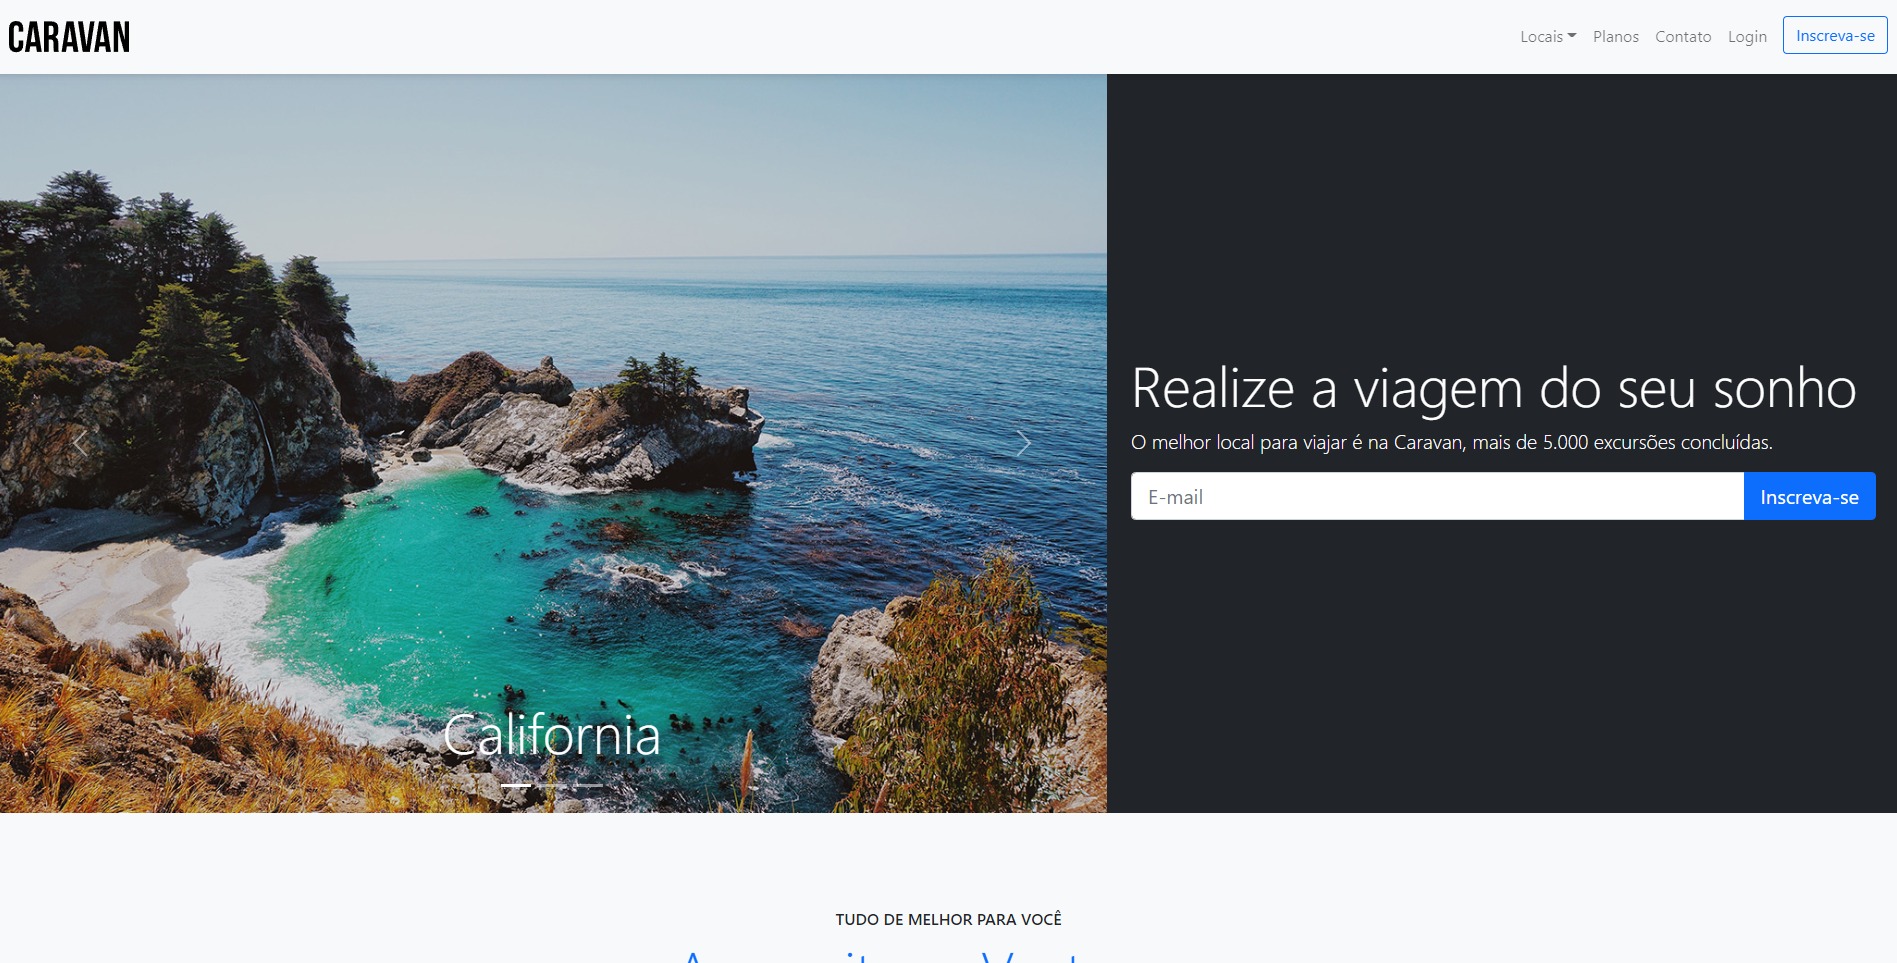 CARAVAN
Locais Planos Contato Login Inscreva-se
Realize a viagem do seu sonho
O melhor local para viajar é na Caravan, mais de 5.000 excursões concluídas.
E-mail Inscreva-se
California
TUDO DE MELHOR PARA VOCÊ